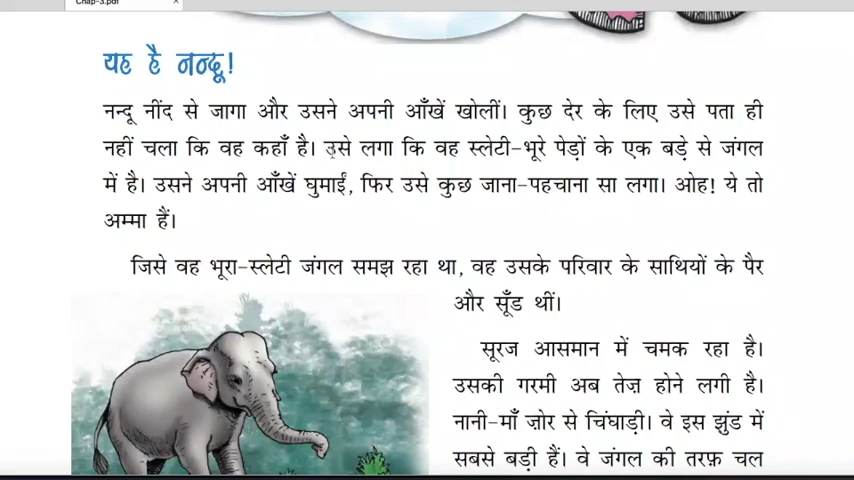 Chap-3.pdf
यह है नन्दू!
नन्दू नींद से जागा और उसने अपनी आँखें खोलीं। कुछ देर के लिए उसे पता ही
नहीं चला कि वह कहाँ है। उसे लगा कि वह स्लेटी-भूरे पेड़ों के एक बड़े से जंगल
में है। उसने अपनी आँखें घुमाईं, फिर उसे कुछ जाना-पहचाना सा लगा। ओह! ये तो
अम्मा हैं।
जिसे वह भूरा-स्लेटी जंगल समझ रहा था, वह उसके परिवार के साथियों के पैर
और सूँड थीं।
सूरज आसमान में चमक रहा है।
उसकी गरमी अब तेज़ होने लगी है।
नानी-माँ ज़ोर से चिंघाड़ी। वे इस झुंड में
सबसे बड़ी हैं। वे जंगल की तरफ़ चल